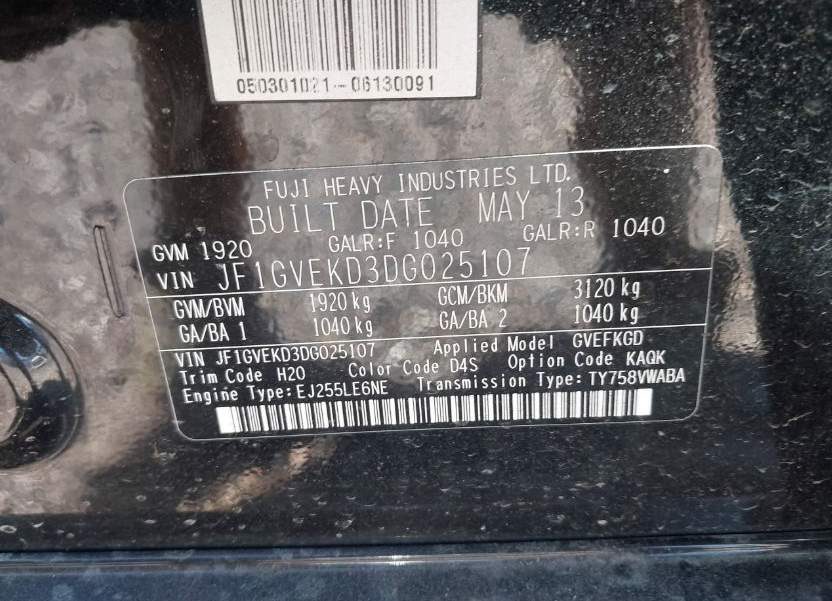 050301021-06130091
FUJI HEAVY INDUSTRIES LTD.
BUILT DATE MAY 13
GVM 1920 GALR:F 1040 GALR:R 1040
VIN JF1GVEKD3DG025107
GVM/BVM 1920 kg GCM/BKM 3120 kg
GA/BA 1 1040 kg GA/BA 2 1040 kg
VIN JF1GVEKD3DG025107 Applied Model GVEFKGD
Trim Code H20 Color Code D4S Option Code KAQK
Engine Type:EJ255LE6NE Transmission Type:TY758VWABA